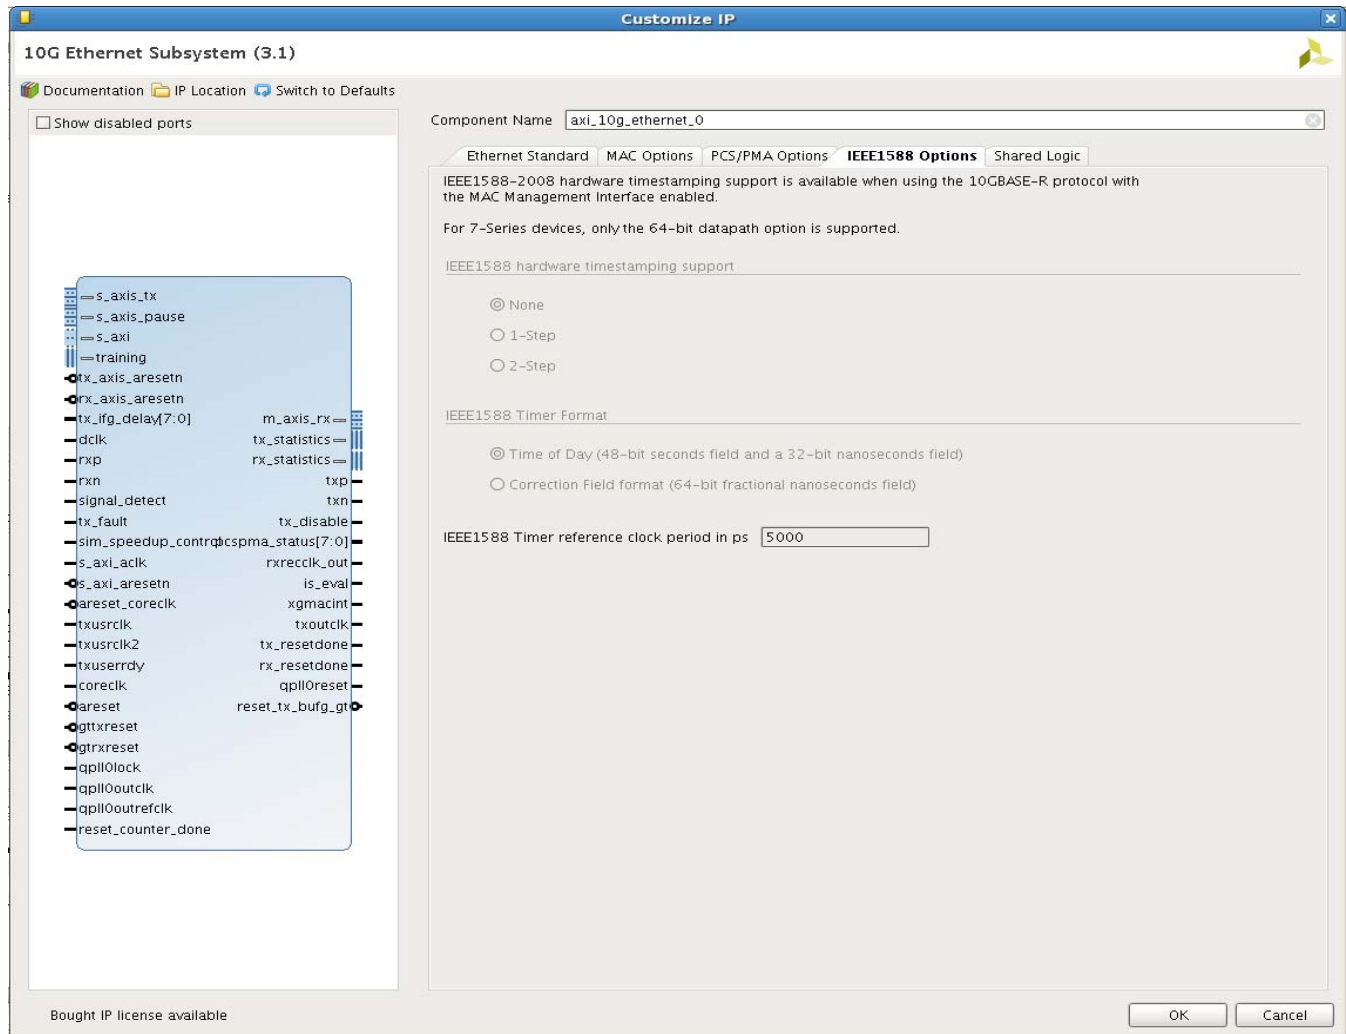 Customize IP
10G Ethernet Subsystem (3.1)
Documentation IP Location Switch to Defaults
Show disabled ports
Component Name axi_10g_ethernet_0
Ethernet Standard MAC Options PCS/PMA Options IEEE1588 Options Shared Logic
IEEE1588-2008 hardware timestamping support is available when using the 10GBASE-R protocol with
the MAC Management Interface enabled.
For 7-Series devices, only the 64-bit datapath option is supported.
IEEE1588 hardware timestamping support
None
1-Step
2-Step
IEEE1588 Timer Format
Time of Day (48-bit seconds field and a 32-bit nanoseconds field)
Correction Field format (64-bit fractional nanoseconds field)
IEEE1588 Timer reference clock period in ps 5000
s_axis_tx
s_axis_pause
s_axi
training
tx_axis_aresetn
rx_axis_aresetn
tx_ifg_delay[7:0] m_axis_rx
dclk tx_statistics
rxp rx_statistics
rxn txp
signal_detect txn
tx_fault tx_disable
sim_speedup_control pcspma_status[7:0]
s_axi_aclk rxrecclk_out
s_axi_aresetn is_eval
areset_coreclk xgmacint
txusrclk txoutclk
txusrclk2 tx_resetdone
txuserrdy rx_resetdone
coreclk qpll0reset
areset reset_tx_bufg_gt
gttxreset
gtrxreset
qpll0lock
qpll0outclk
qpll0outrefclk
reset_counter_done
Bought IP license available
OK Cancel